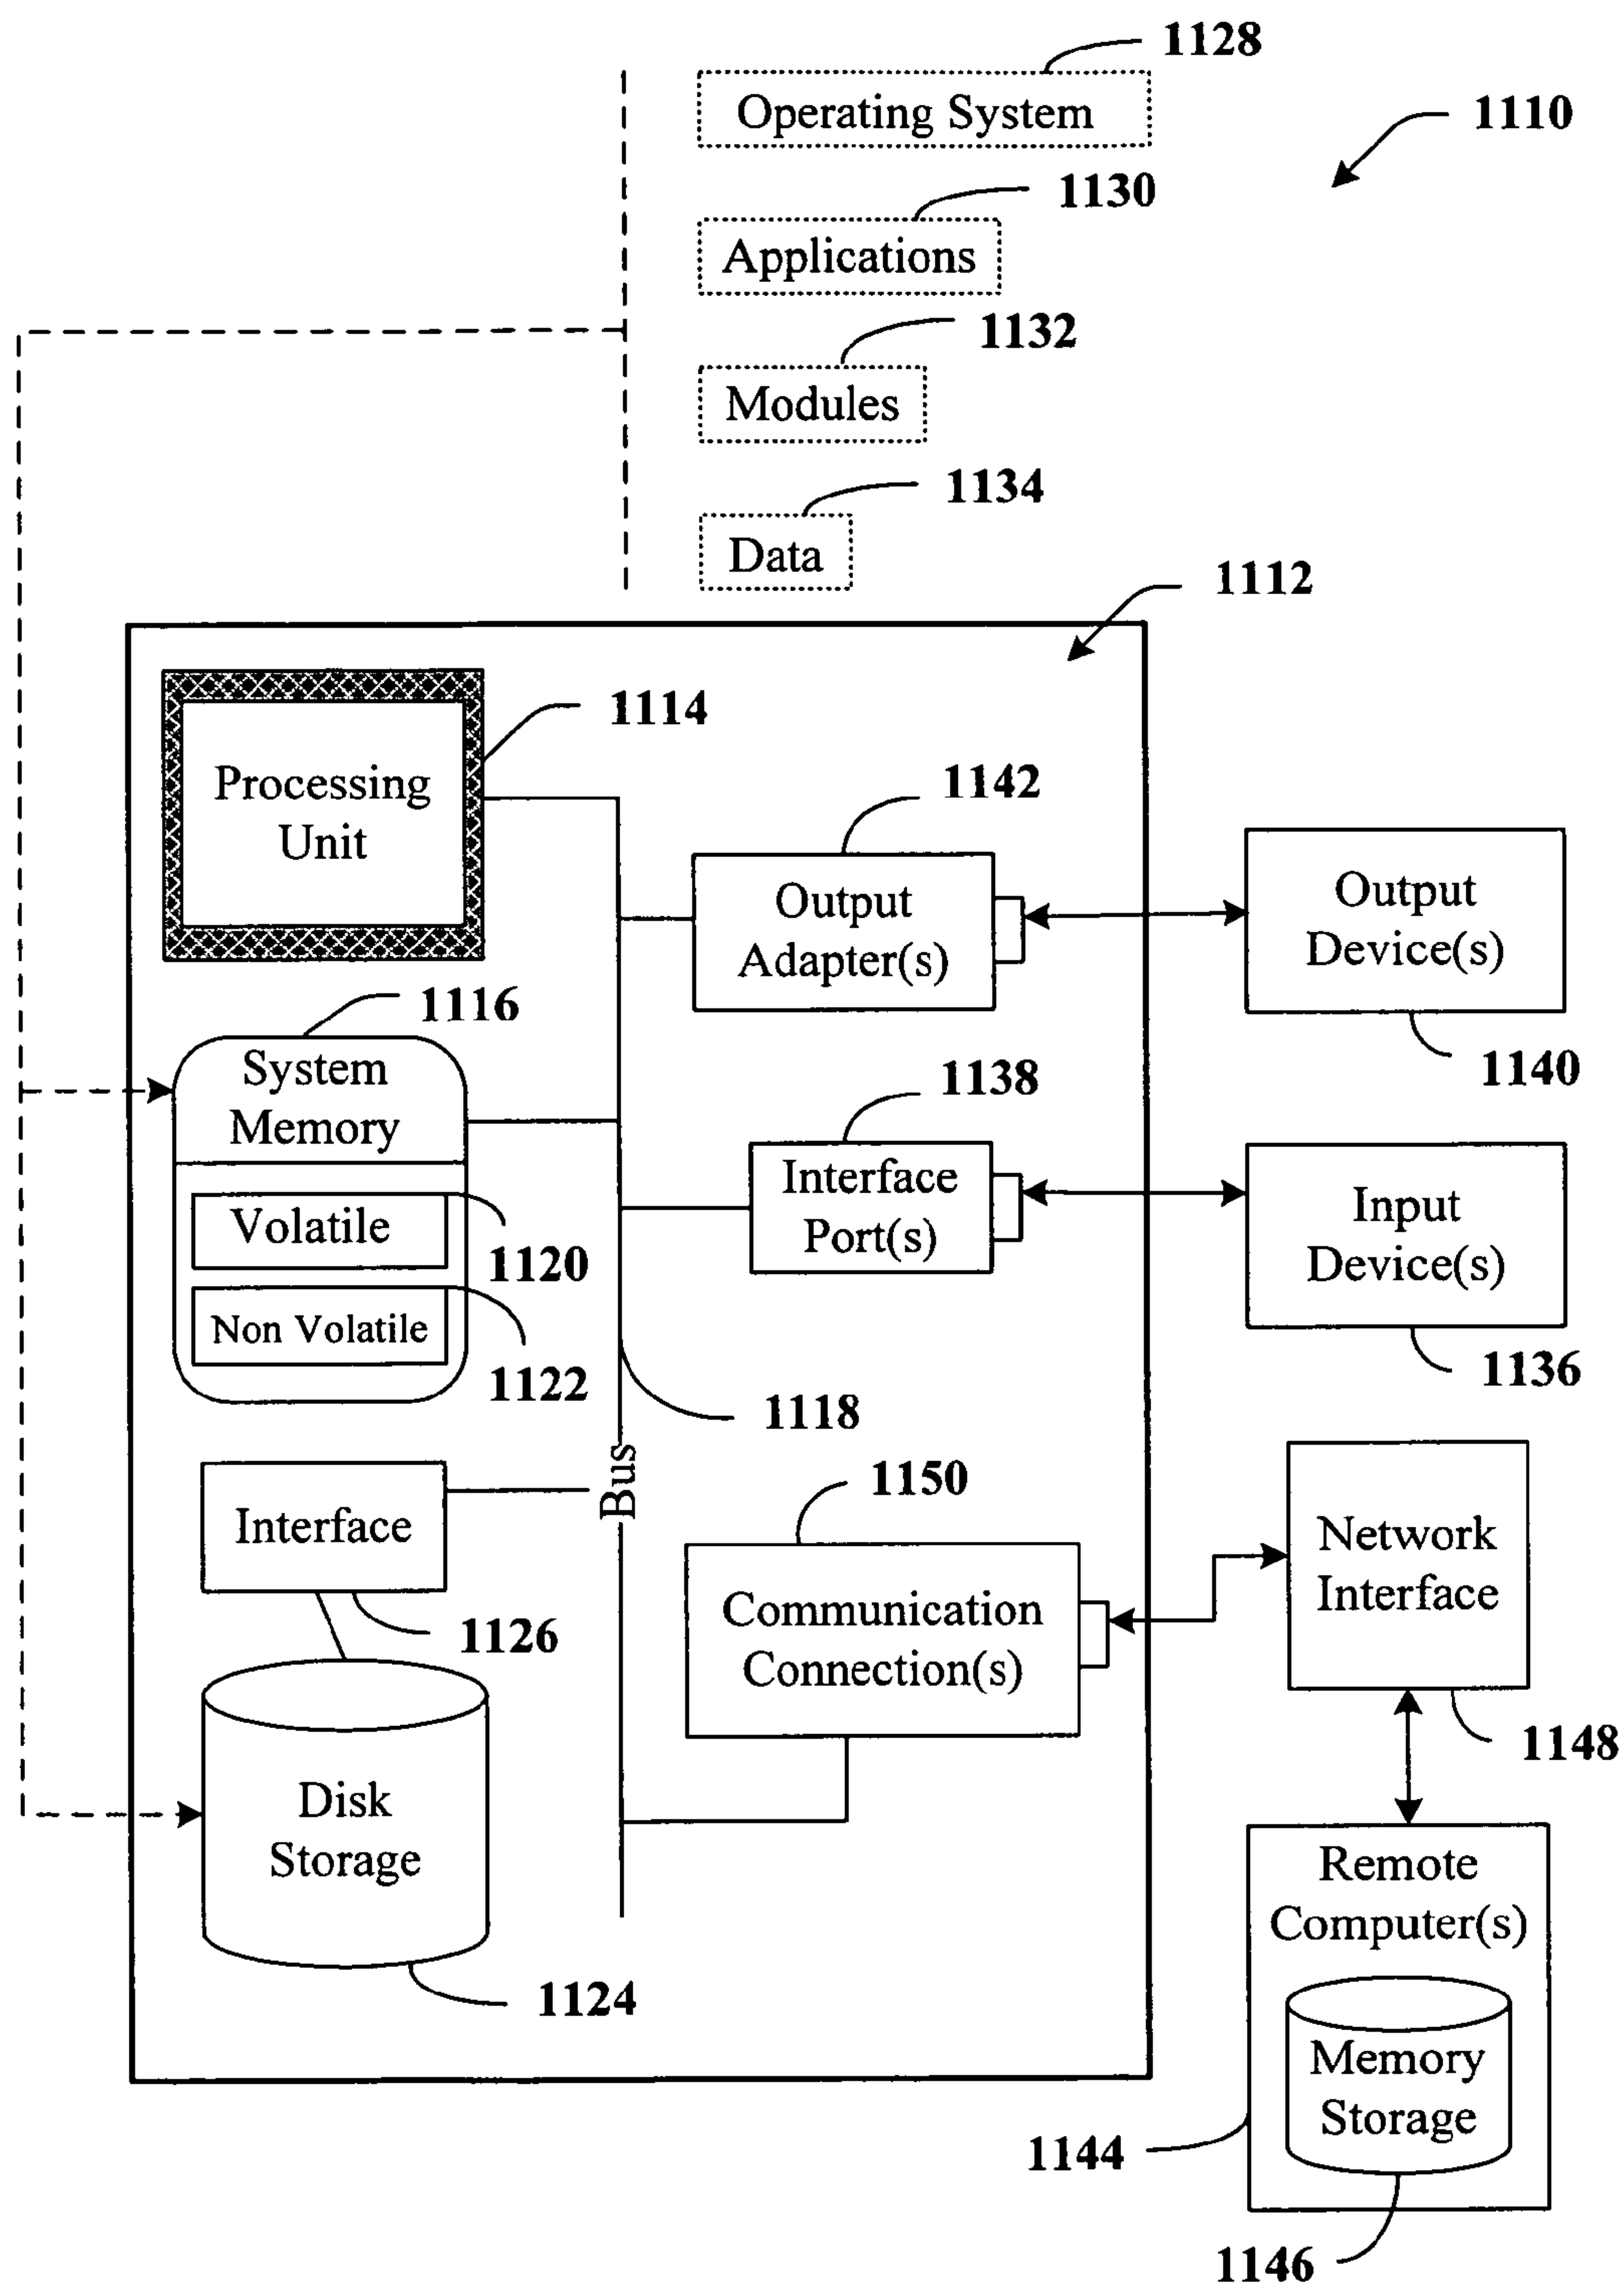 1128
Operating System
1110
1130
Applications
1132
Modules
1134
Data
1112
1114
Processing
Unit
1142
Output
Adapter(s)
Output
Device(s)
1140
1116
System
Memory
1138
Interface
Port(s)
Input
Device(s)
1136
Volatile
1120
Non Volatile
1122
1118
Bus
1150
Interface
1126
Communication
Connection(s)
Network
Interface
1148
Disk
Storage
1124
Remote
Computer(s)
Memory
Storage
1144
1146